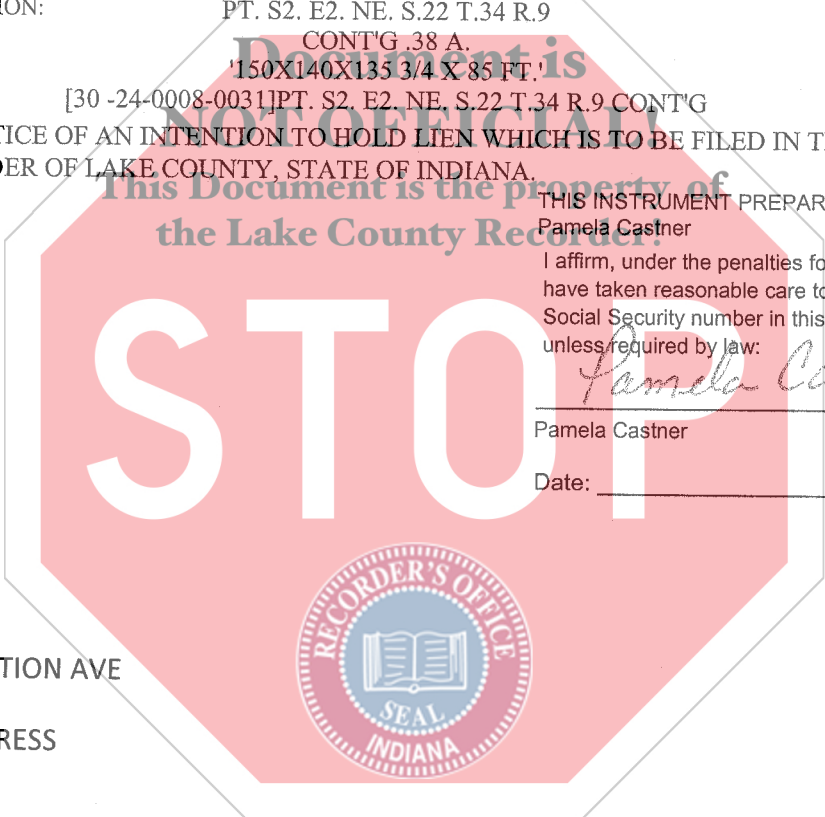 ION:
PT. S2. E2. NE. S.22 T.34 R.9
CONT'G .38 A.
'150X140X135 3/4 X 85 FT.'
[30 -24-0008-0031]PT. S2. E2. NE. S.22 T.34 R.9 CONT'G
TICE OF AN INTENTION TO HOLD LIEN WHICH IS TO BE FILED IN T
DER OF LAKE COUNTY, STATE OF INDIANA.
Document is
NOT OFFICIAL!
This Document is the property of
the Lake County Recorder!
THIS INSTRUMENT PREPAR
Pamela Castner
I affirm, under the penalties fo
have taken reasonable care to
Social Security number in this
unless required by law:
Pamela Ca
Pamela Castner
Date:
STOP
RECORDER'S OFFICE
SEAL
INDIANA
TION AVE
RESS